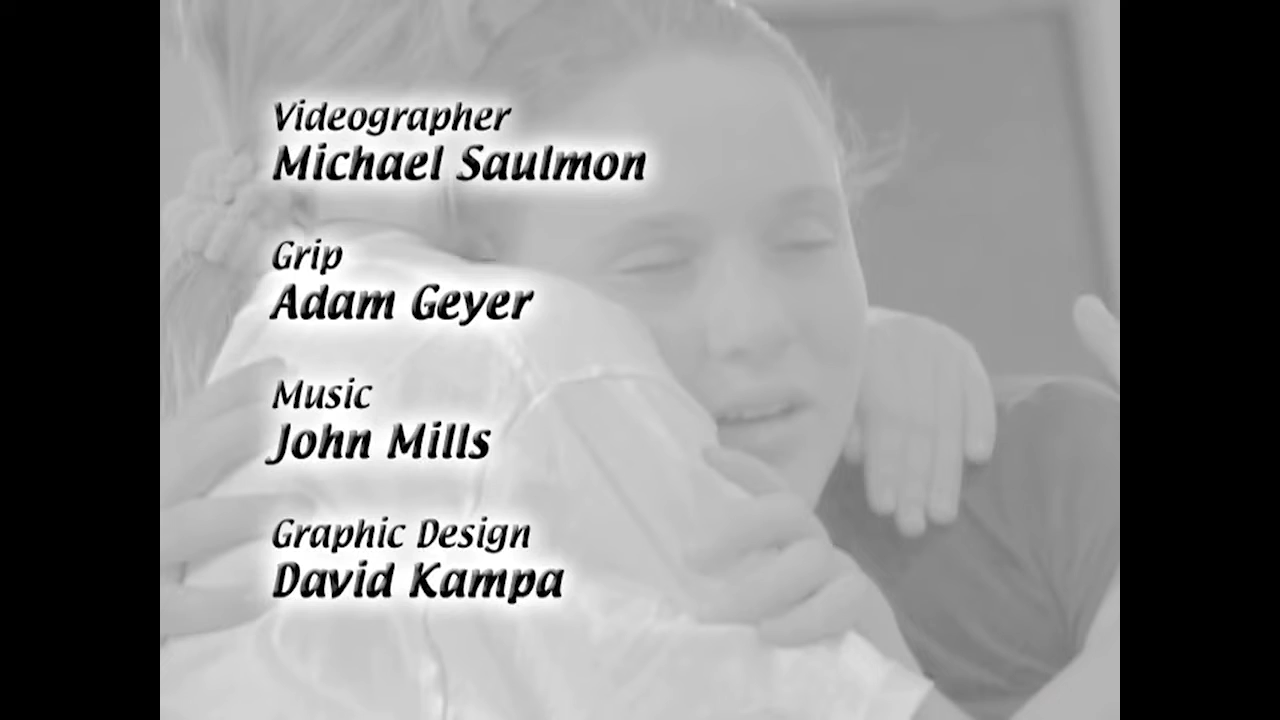 Videographer
Michael Saulmon
Grip
Adam Geyer
Music
John Mills
Graphic Design
David Kampa